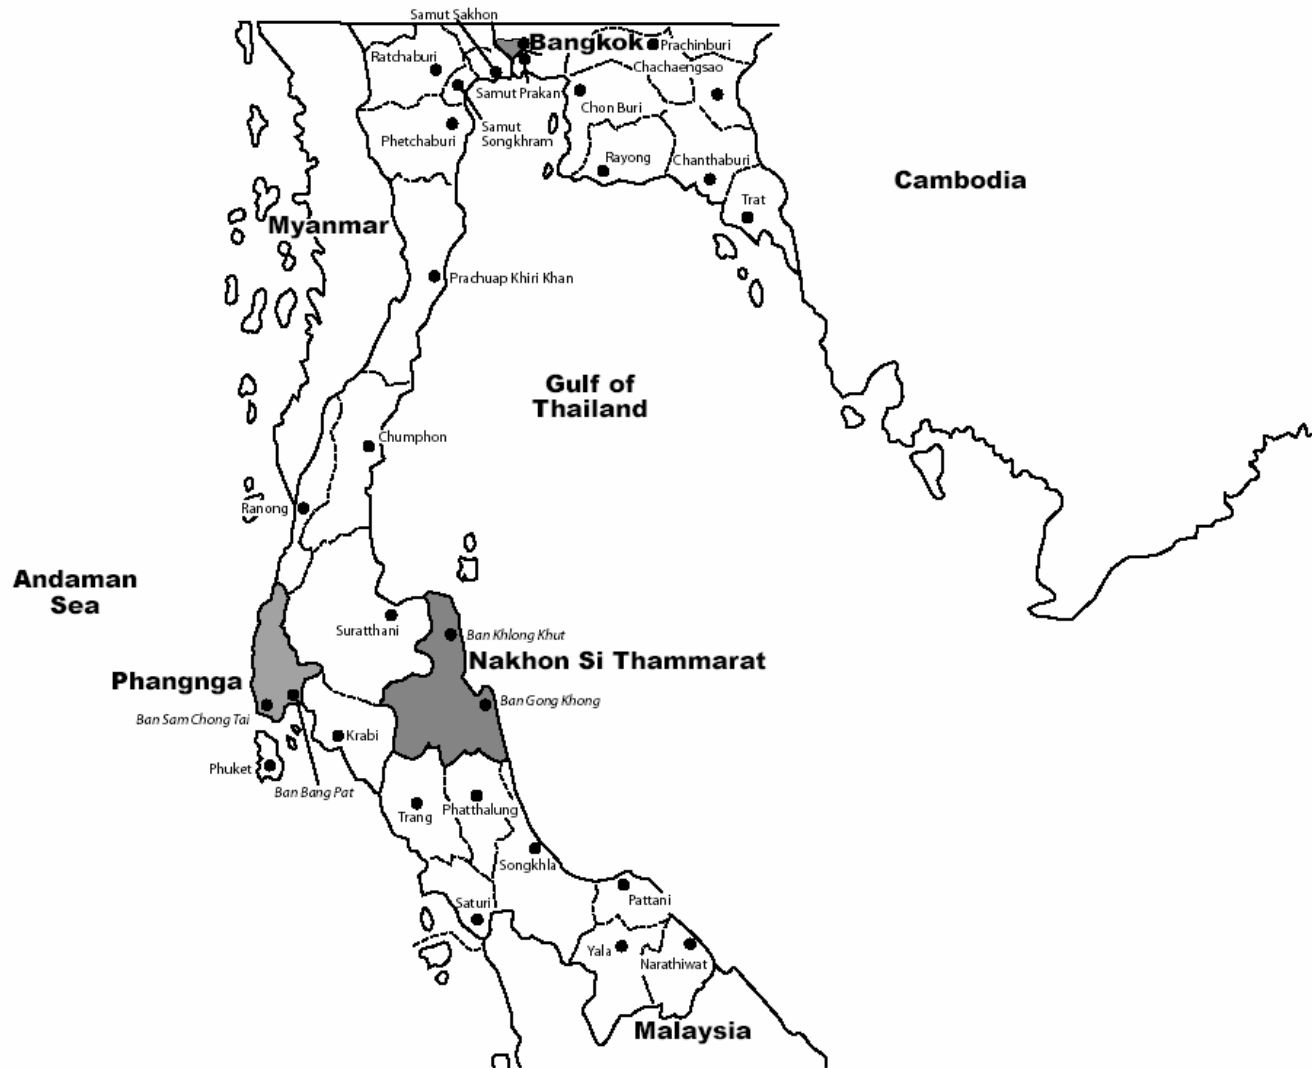 Samut Sakhon
Bangkok
Prachinburi
Ratchaburi
Chachaengsao
Samut Prakan
Chon Buri
Samut
Songkhram
Phetchaburi
Rayong
Chanthaburi
Cambodia
Trat
Myanmar
Prachuap Khiri Khan
Gulf of
Thailand
Chumphon
Ranong
Andaman
Sea
Suratthani
Ban Khlong Khut
Nakhon Si Thammarat
Phangnga
Ban Gong Khong
Ban Sam Chong Tai
Krabi
Phuket
Ban Bang Pat
Trang
Phatthalung
Songkhla
Pattani
Saturi
Yala
Narathiwat
Malaysia